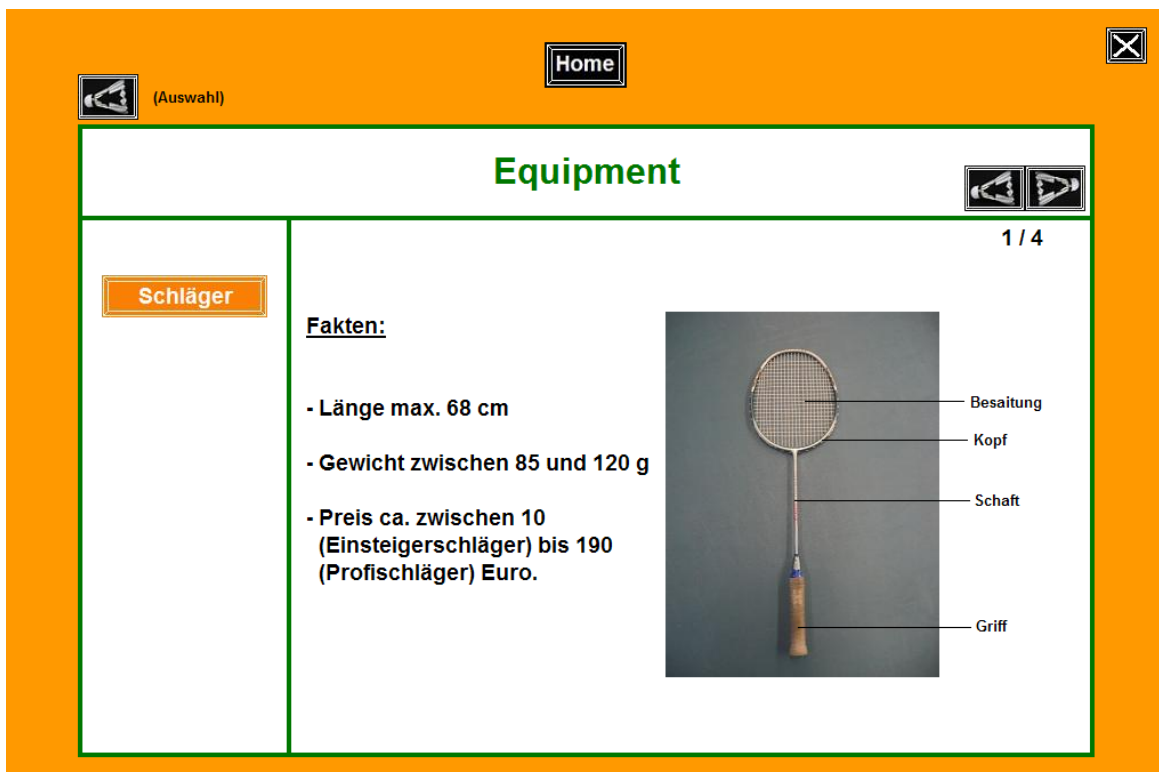 Home
(Auswahl)
Equipment
1 / 4
Schläger
Fakten:
- Länge max. 68 cm
- Gewicht zwischen 85 und 120 g
- Preis ca. zwischen 10
(Einsteigerschläger) bis 190
(Profischläger) Euro.
Besaitung
Kopf
Schaft
Griff